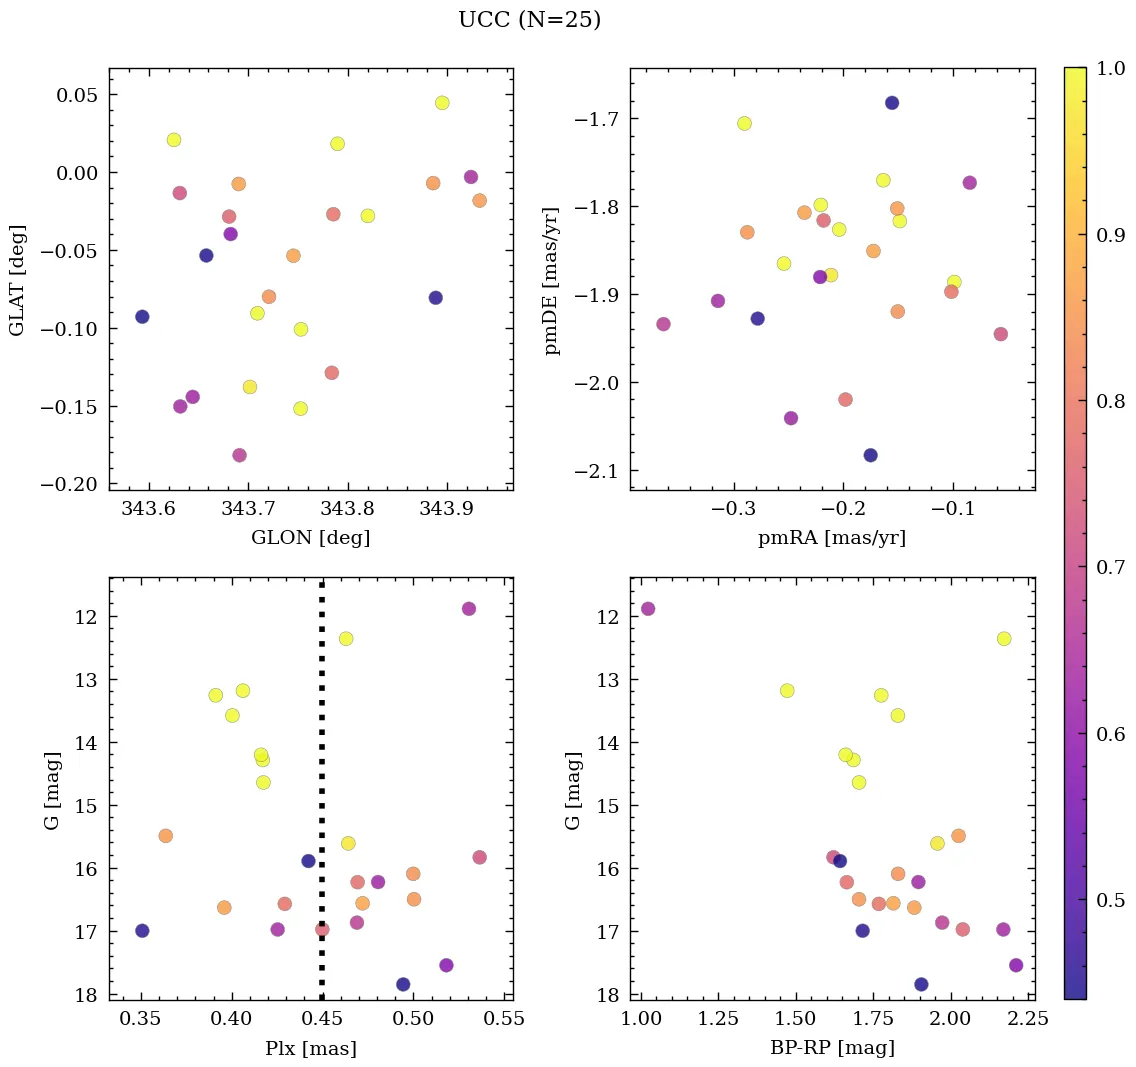 UCC (N=25)
0.05
0.00
−0.05
−0.10
−0.15
−0.20
GLAT [deg]
343.6 343.7 343.8 343.9
GLON [deg]
−1.7
−1.8
−1.9
−2.0
−2.1
pmDE [mas/yr]
−0.3 −0.2 −0.1
pmRA [mas/yr]
12
13
14
15
16
17
18
G [mag]
0.35 0.40 0.45 0.50 0.55
Plx [mas]
12
13
14
15
16
17
18
G [mag]
1.00 1.25 1.50 1.75 2.00 2.25
BP-RP [mag]
1.0
0.9
0.8
0.7
0.6
0.5